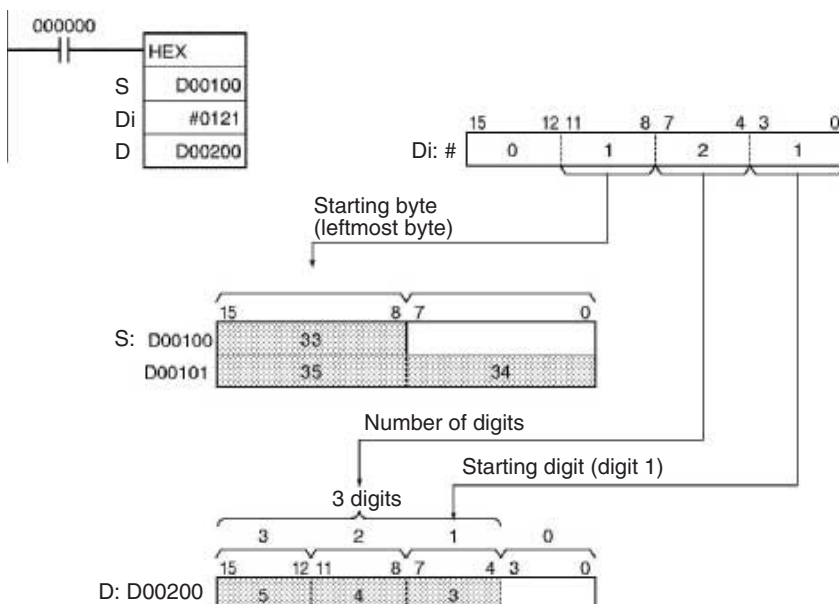 000000
HEX
S D00100
Di #0121
D D00200
15 12 11 8 7 4 3 0
Di: # 0 1 2 1
Starting byte
(leftmost byte)
15 8 7 0
S: D00100 33
D00101 35 34
Number of digits
Starting digit (digit 1)
3 digits
3 2 1 0
15 12 11 8 7 4 3 0
D: D00200 5 4 3